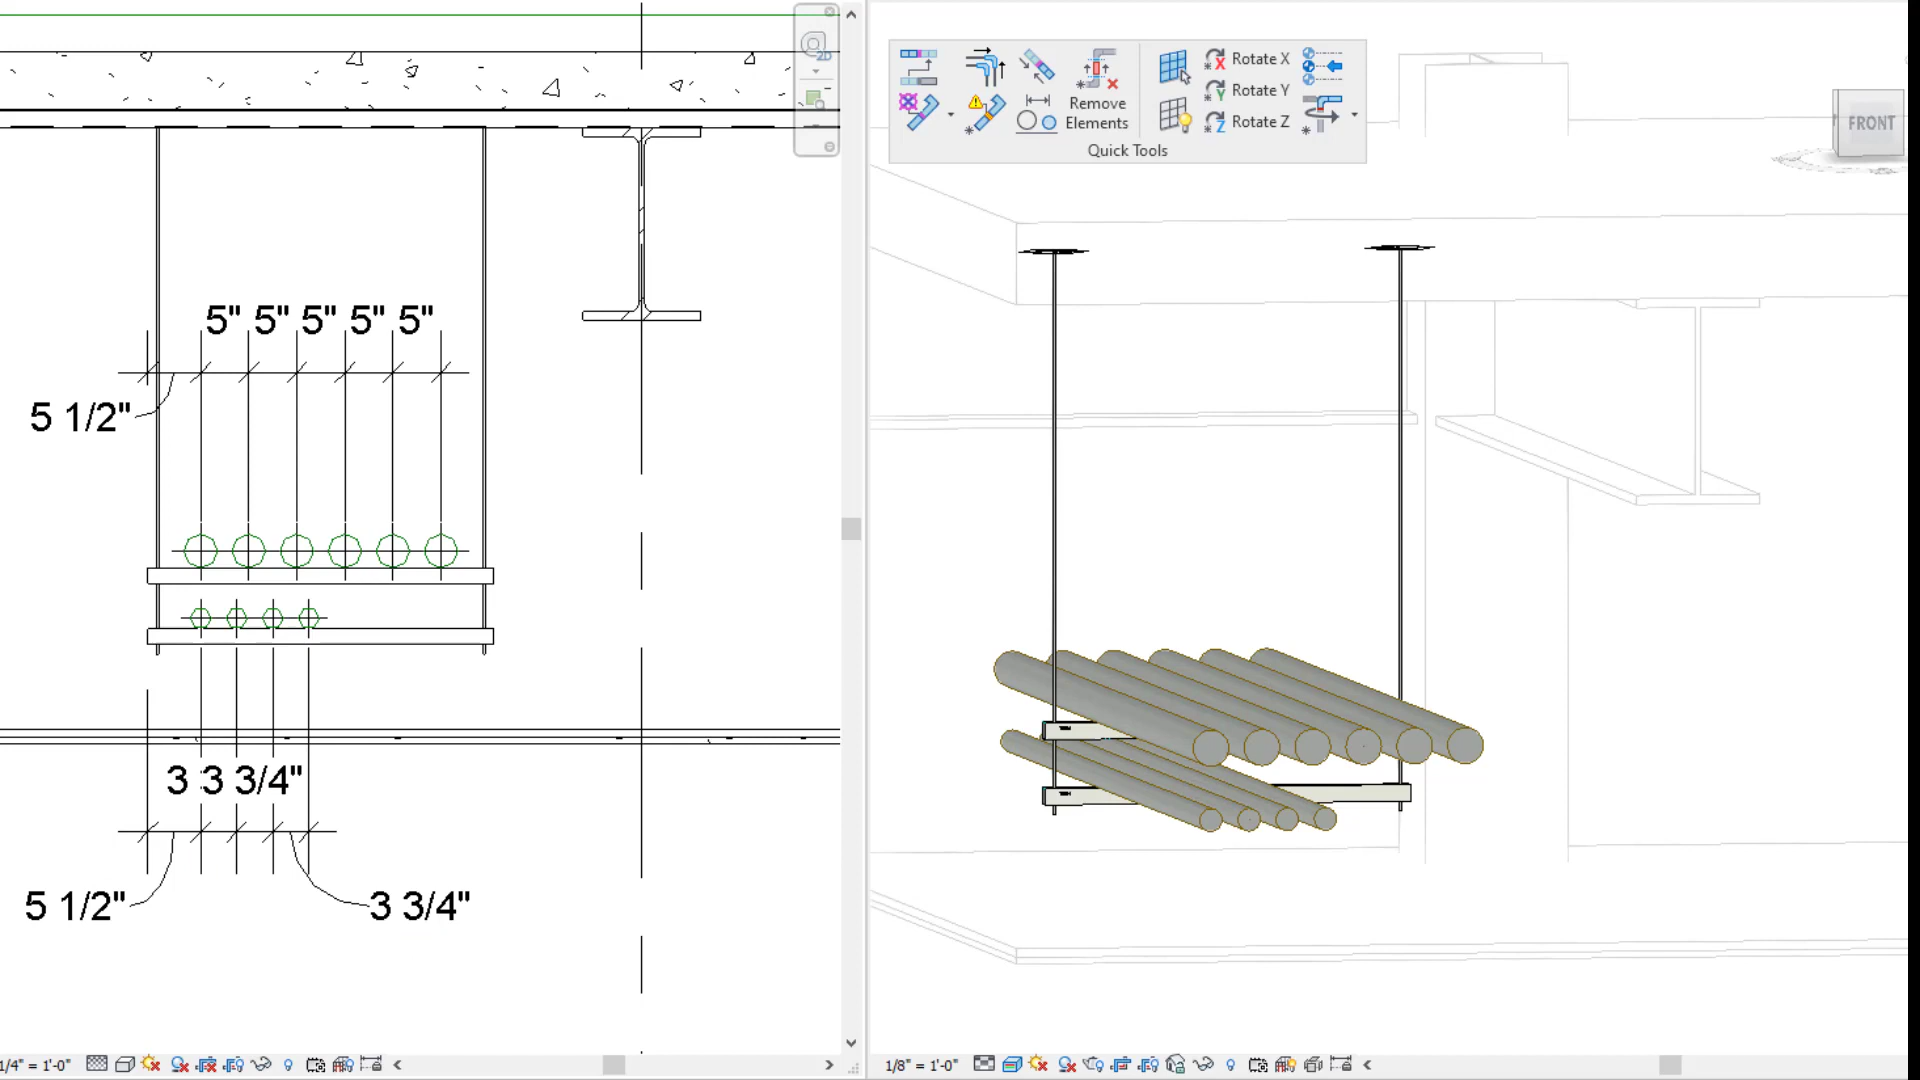 2D
5" 5" 5" 5" 5"
5 1/2"
3 3 3/4"
5 1/2"
3 3/4"
1/4" = 1'-0"
Remove
Elements
Rotate X
Rotate Y
Rotate Z
Quick Tools
FRONT
1/8" = 1'-0"